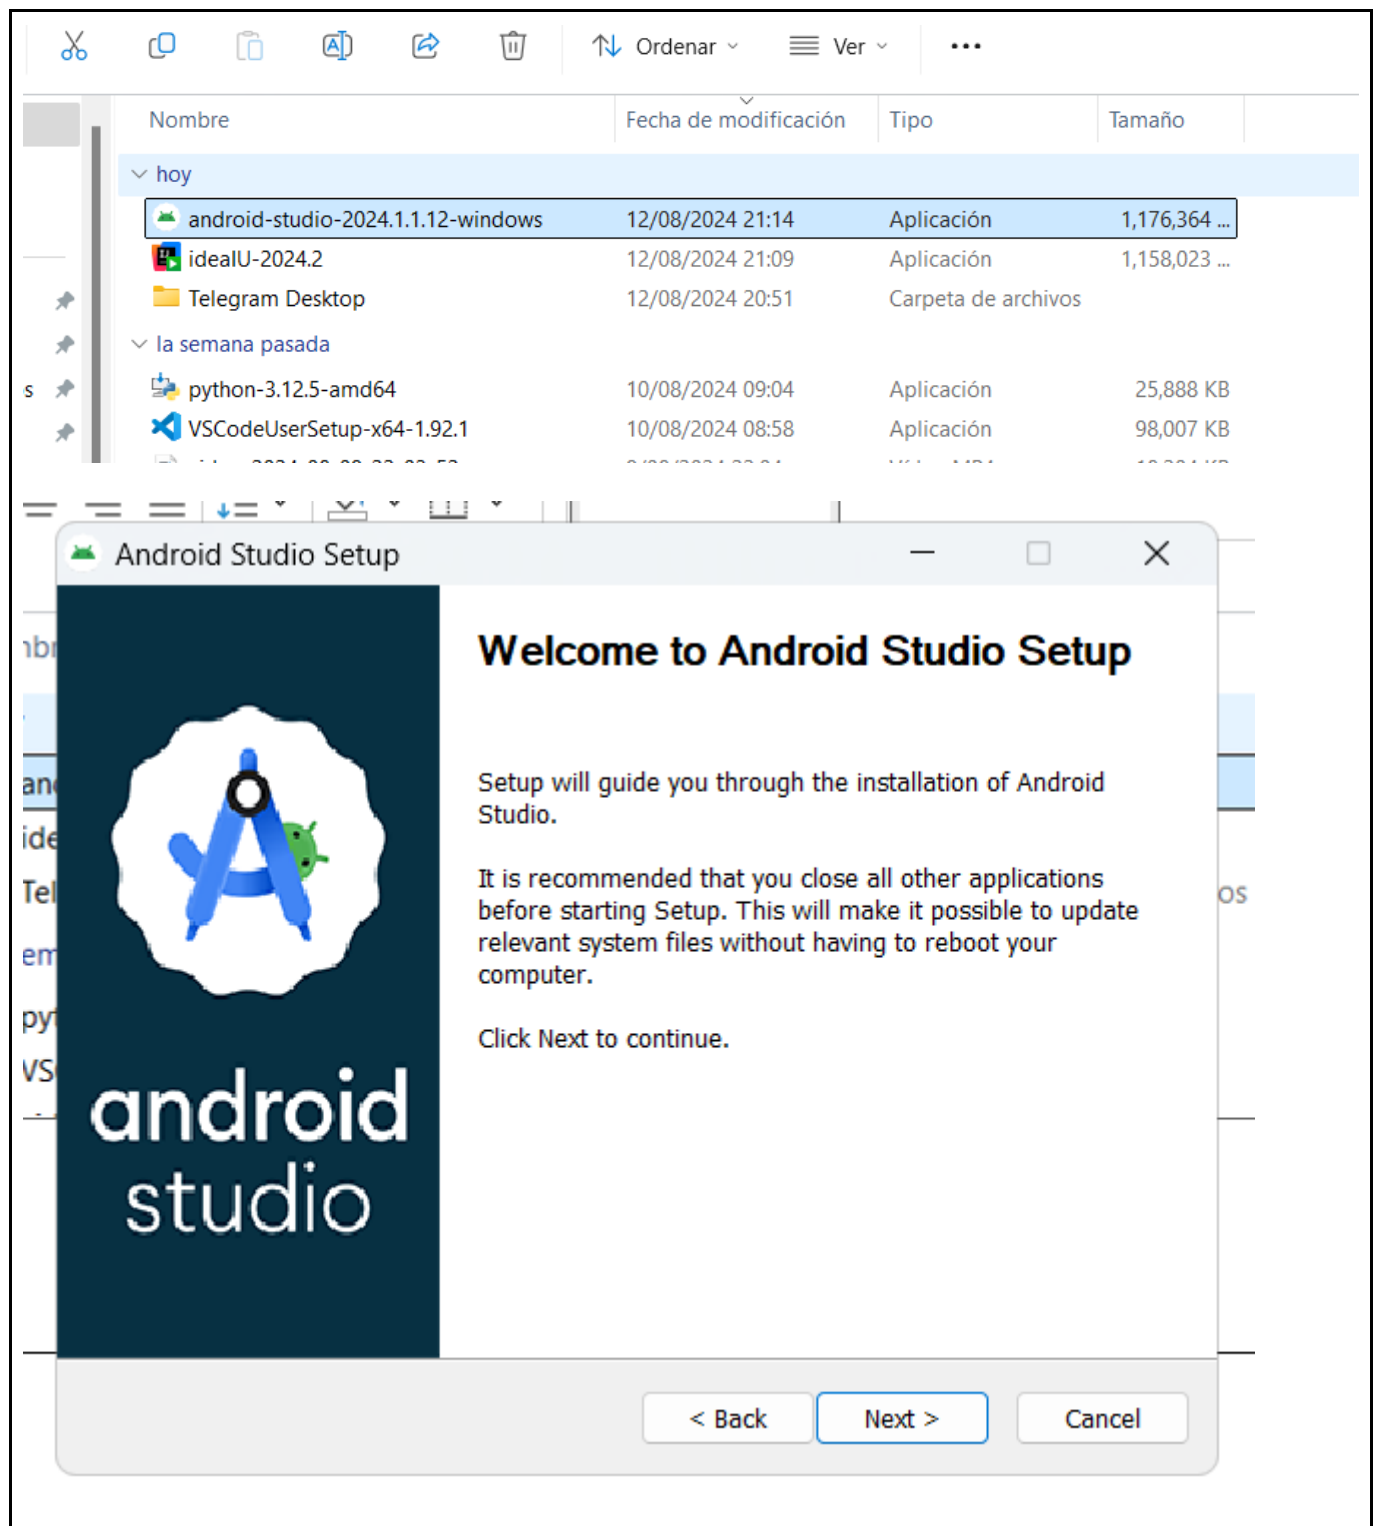 Ordenar Ver
Nombre Fecha de modificación Tipo Tamaño
hoy
android-studio-2024.1.1.12-windows 12/08/2024 21:14 Aplicación 1,176,364 ...
ideaIU-2024.2 12/08/2024 21:09 Aplicación 1,158,023 ...
Telegram Desktop 12/08/2024 20:51 Carpeta de archivos
la semana pasada
s python-3.12.5-amd64 10/08/2024 09:04 Aplicación 25,888 KB
VSCodeUserSetup-x64-1.92.1 10/08/2024 08:58 Aplicación 98,007 KB
Android Studio Setup
Welcome to Android Studio Setup
Setup will guide you through the installation of Android
Studio.
It is recommended that you close all other applications
before starting Setup. This will make it possible to update
relevant system files without having to reboot your
computer.
Click Next to continue.
android
studio
< Back Next > Cancel